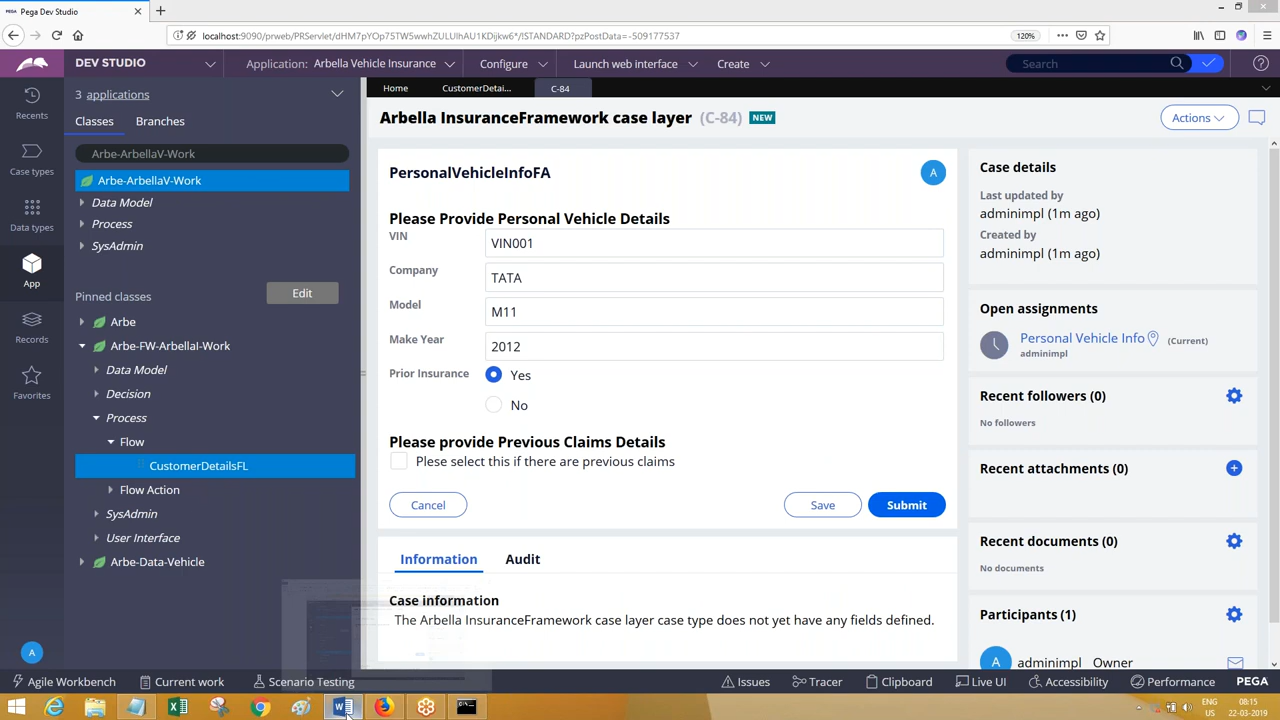 Pega Dev Studio
localhost:9090/prweb/PRServlet/dHM7pYOp7STW5wwhZULUlhAU1KDijkw6*/!STANDARD?pzPostData=-509177537
120%
DEV STUDIO
Application: Arbella Vehicle Insurance
Configure
Launch web interface
Create
Search
3 applications
Home
CustomerDetai...
C-84
Recents
Case types
Data types
App
Records
Favorites
A
Classes
Branches
Arbe-ArbellaV-Work
Arbe-ArbellaV-Work
Data Model
Process
SysAdmin
Pinned classes
Edit
Arbe
Arbe-FW-ArbellaI-Work
Data Model
Decision
Process
Flow
CustomerDetailsFL
Flow Action
SysAdmin
User Interface
Arbe-Data-Vehicle
Arbella InsuranceFramework case layer (C-84) NEW
Actions
PersonalVehicleInfoFA
A
Please Provide Personal Vehicle Details
VIN
VIN001
Company
TATA
Model
M11
Make Year
2012
Prior Insurance
Yes
No
Please provide Previous Claims Details
Plese select this if there are previous claims
Cancel
Save
Submit
Information
Audit
Case information
The Arbella InsuranceFramework case layer case type does not yet have any fields defined.
Case details
Last updated by
adminimpl (1m ago)
Created by
adminimpl (1m ago)
Open assignments
Personal Vehicle Info
(Current)
adminimpl
Recent followers (0)
No followers
Recent attachments (0)
Recent documents (0)
No documents
Participants (1)
A
adminimpl Owner
Agile Workbench
Current work
Scenario Testing
Issues
Tracer
Clipboard
Live UI
Accessibility
Performance
PEGA
ENG
US
08:15
22-03-2019